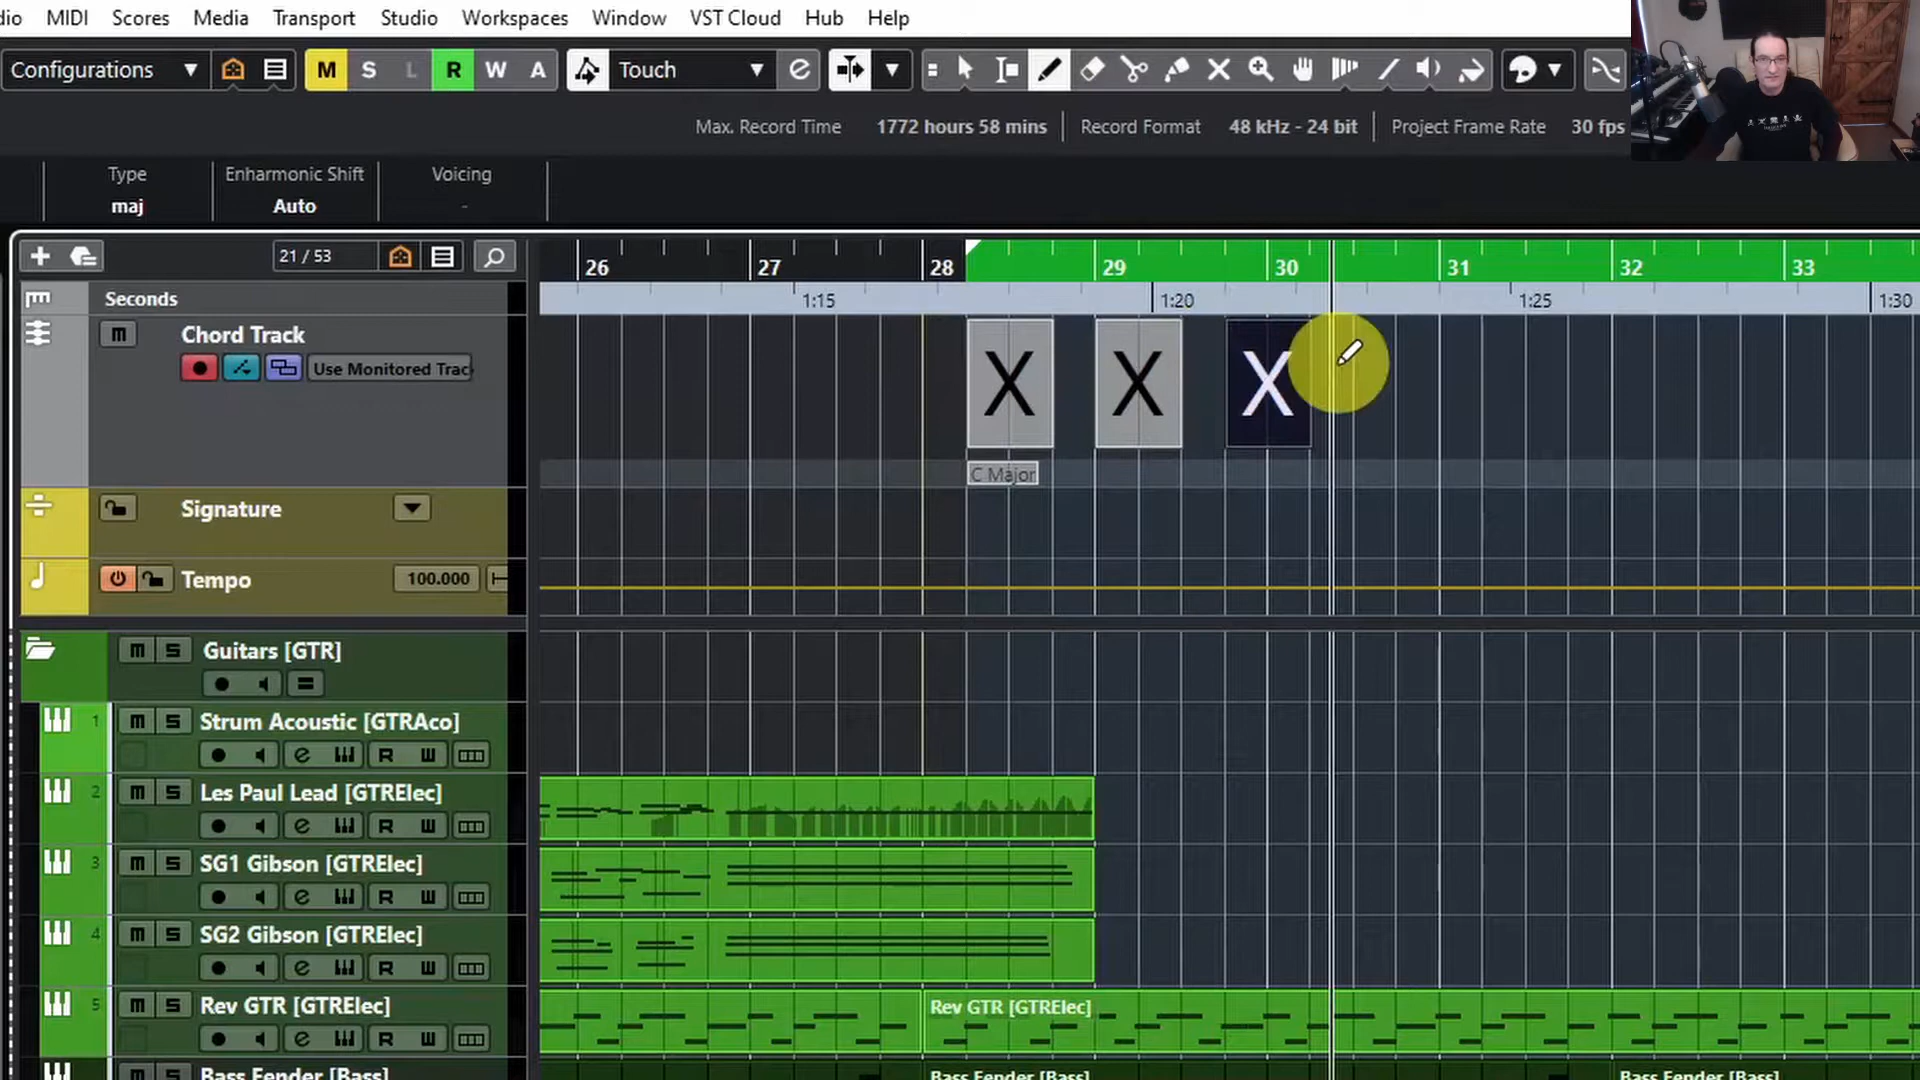 dio MIDI Scores Media Transport Studio Workspaces Window VST Cloud Hub Help
Configurations M S L R W A Touch
Max. Record Time 1772 hours 58 mins Record Format 48 kHz - 24 bit Project Frame Rate 30 fps
Type Enharmonic Shift Voicing
maj Auto -
21 / 53 26 27 28 29 30 31 32 33
Seconds 1:15 1:20 1:25 1:30
m Chord Track
Use Monitored Trac
X X X
C Major
Signature
Tempo 100.000
m S Guitars [GTR]
1 m S Strum Acoustic [GTRAco]
e R W
2 m S Les Paul Lead [GTRElec]
e R W
3 m S SG1 Gibson [GTRElec]
e R W
4 m S SG2 Gibson [GTRElec]
e R W
5 m S Rev GTR [GTRElec] Rev GTR [GTRElec]
e R W
Bass Fender [Bass] Bass Fender [Bass] Bass Fender [Bass]